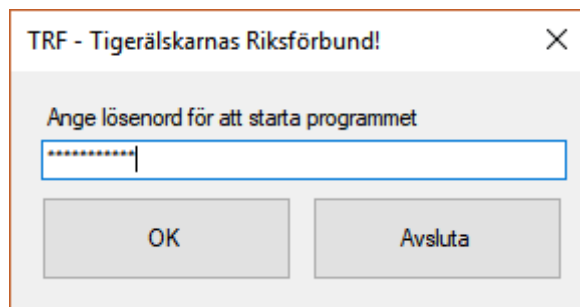 TRF - Tigerälskarnas Riksförbund!
Ange lösenord för att starta programmet
***********
OK Avsluta